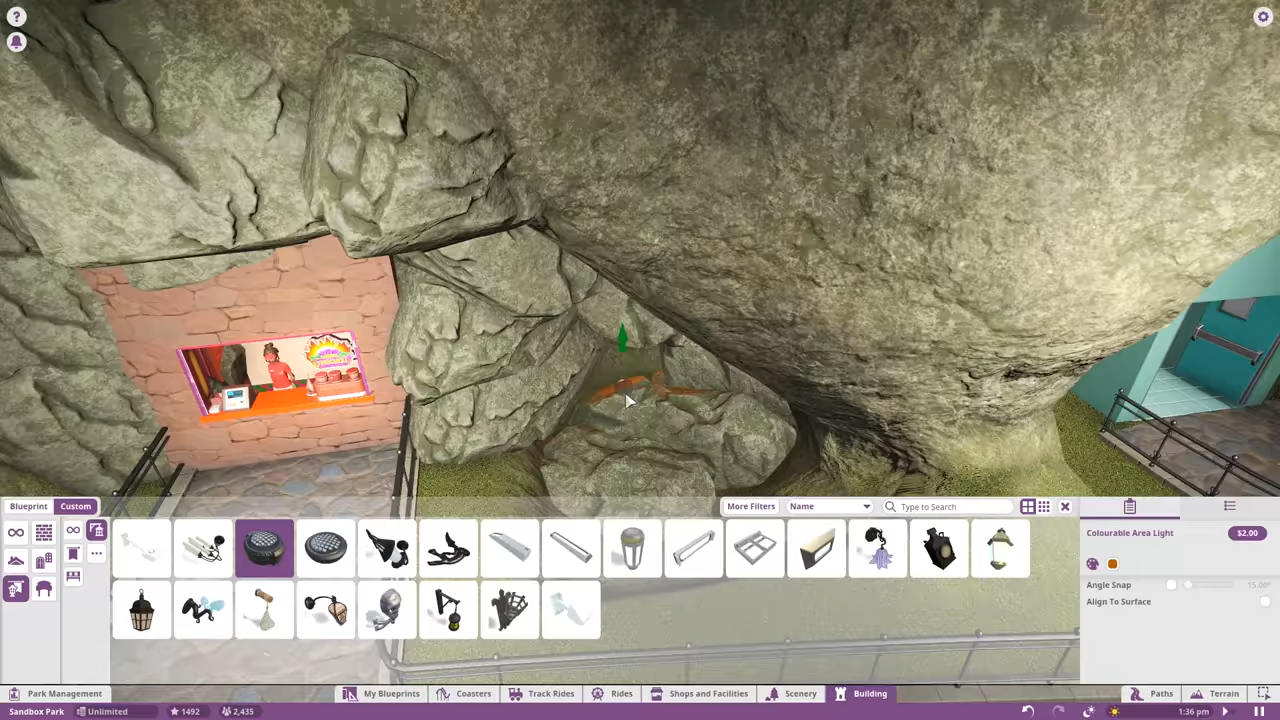 ?
Blueprint
Custom
More Filters
Name
Type to Search
Colourable Area Light
$2.00
Angle Snap
15.00°
Align To Surface
Park Management
My Blueprints
Coasters
Track Rides
Rides
Shops and Facilities
Scenery
Building
Paths
Terrain
Sandbox Park
Unlimited
1492
2,435
1:36 pm